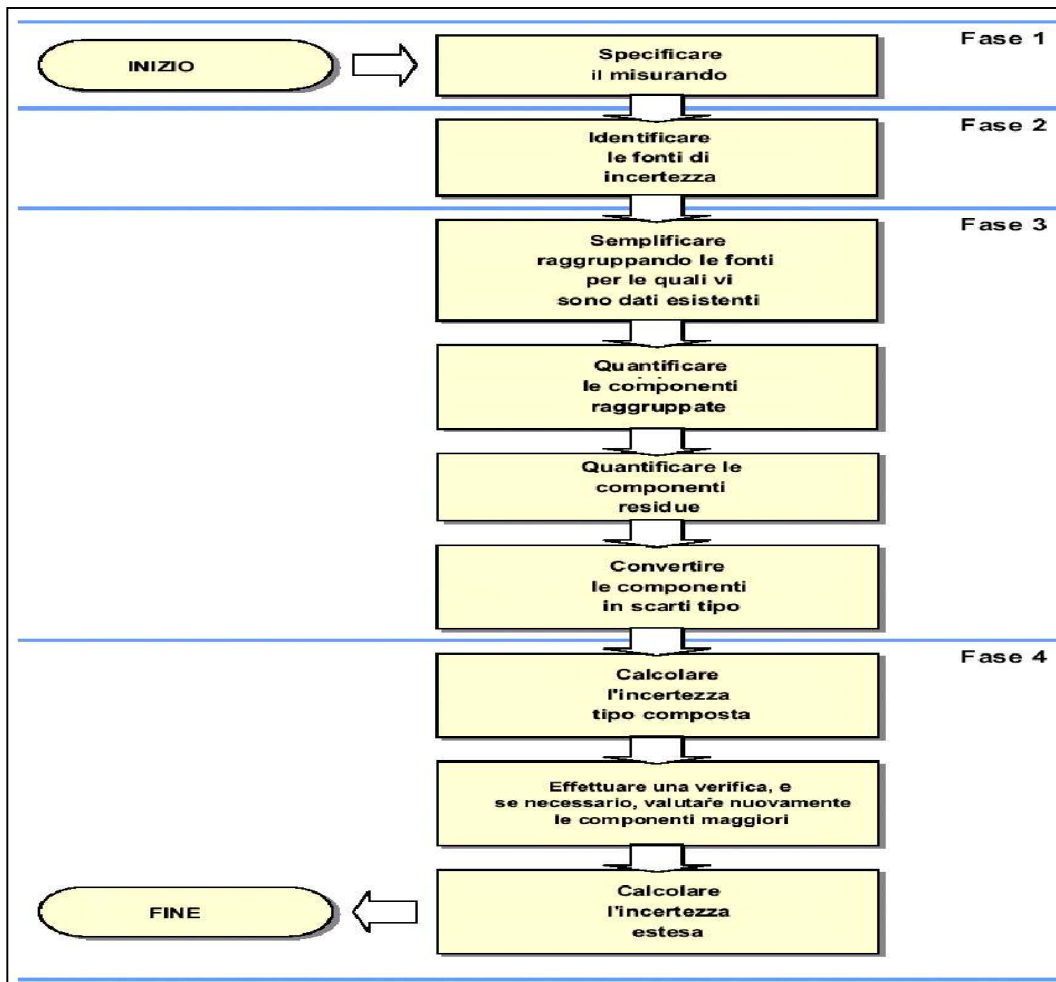 Fase 1
INIZIO
Specificare
il misurando
Fase 2
Identificare
le fonti di
incertezza
Fase 3
Semplificare
raggruppando le fonti
per le quali vi
sono dati esistenti
Quantificare
le componenti
raggruppate
Quantificare le
componenti
residue
Convertire
le componenti
in scarti tipo
Fase 4
Calcolare
l'incertezza
tipo composta
Effettuare una verifica, e
se necessario, valutare nuovamente
le componenti maggiori
Calcolare
l'incertezza
estesa
FINE